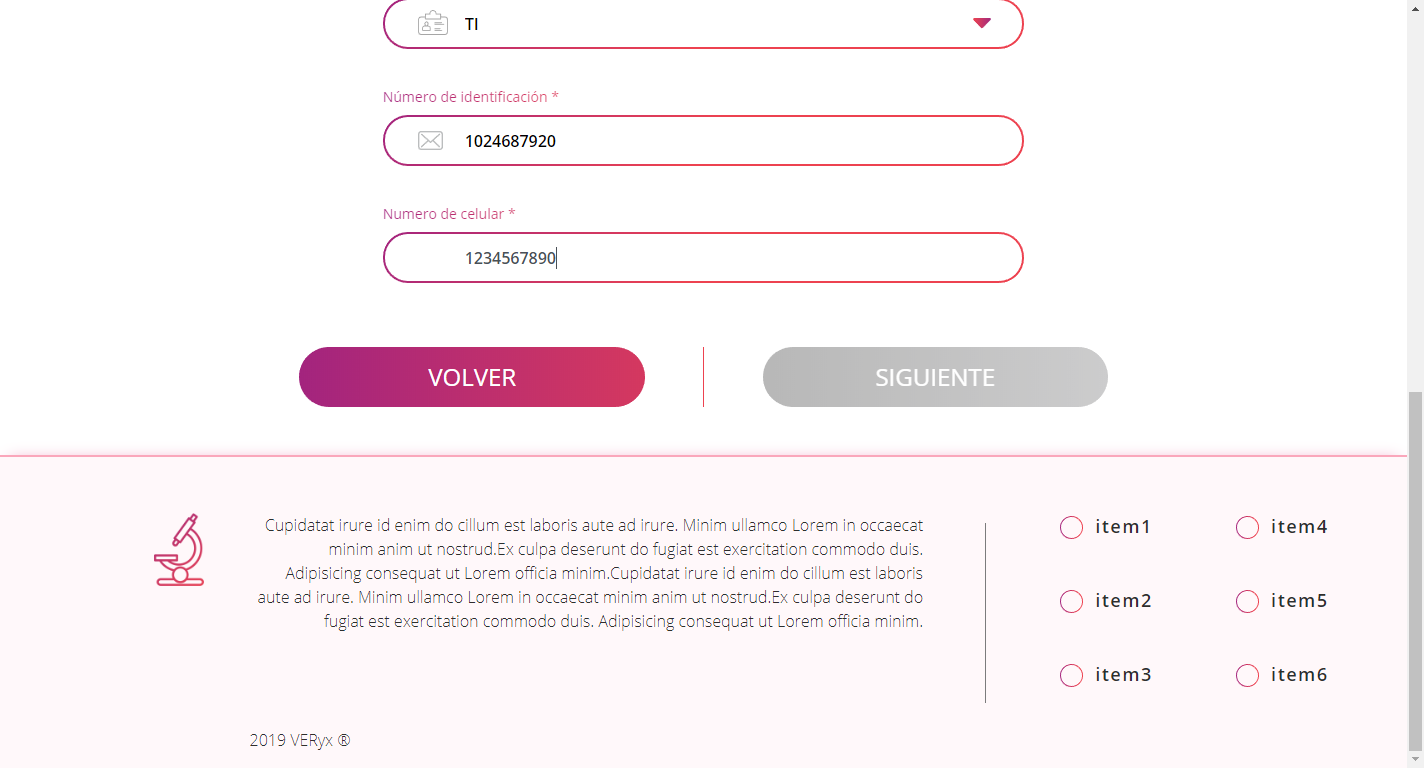 TI
Número de identificación *
1024687920
Numero de celular *
1234567890
VOLVER
SIGUIENTE
Cupidatat irure id enim do cillum est laboris aute ad irure. Minim ullamco Lorem in occaecat
minim anim ut nostrud.Ex culpa deserunt do fugiat est exercitation commodo duis.
Adipisicing consequat ut Lorem officia minim.Cupidatat irure id enim do cillum est laboris
aute ad irure. Minim ullamco Lorem in occaecat minim anim ut nostrud.Ex culpa deserunt do
fugiat est exercitation commodo duis. Adipisicing consequat ut Lorem officia minim.
item1
item2
item3
item4
item5
item6
2019 VERyx ®